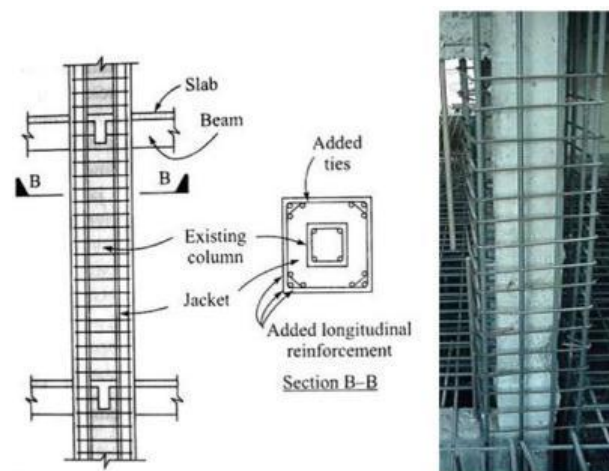 Slab
Beam
B
B
Added
ties
Existing
column
Jacket
Added longitudinal
reinforcement
Section B–B